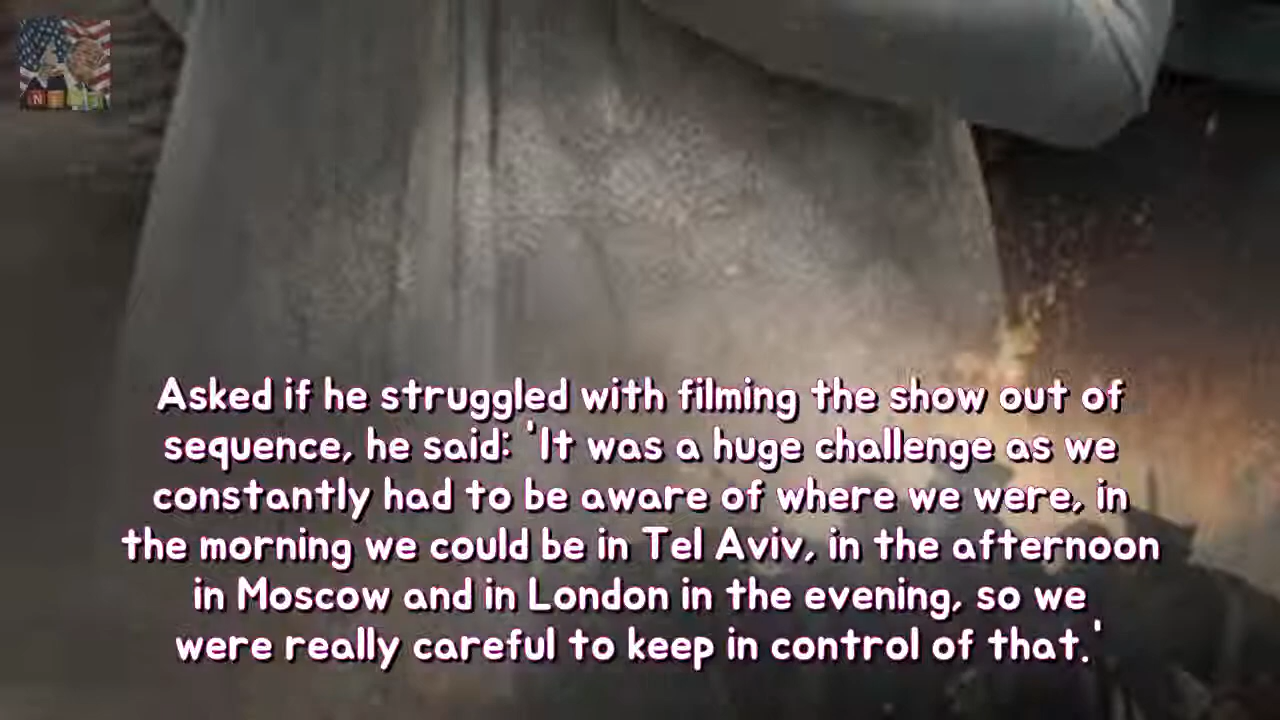 Asked if he struggled with filming the show out of
sequence, he said: 'It was a huge challenge as we
constantly had to be aware of where we were, in
the morning we could be in Tel Aviv, in the afternoon
in Moscow and in London in the evening, so we
were really careful to keep in control of that.'